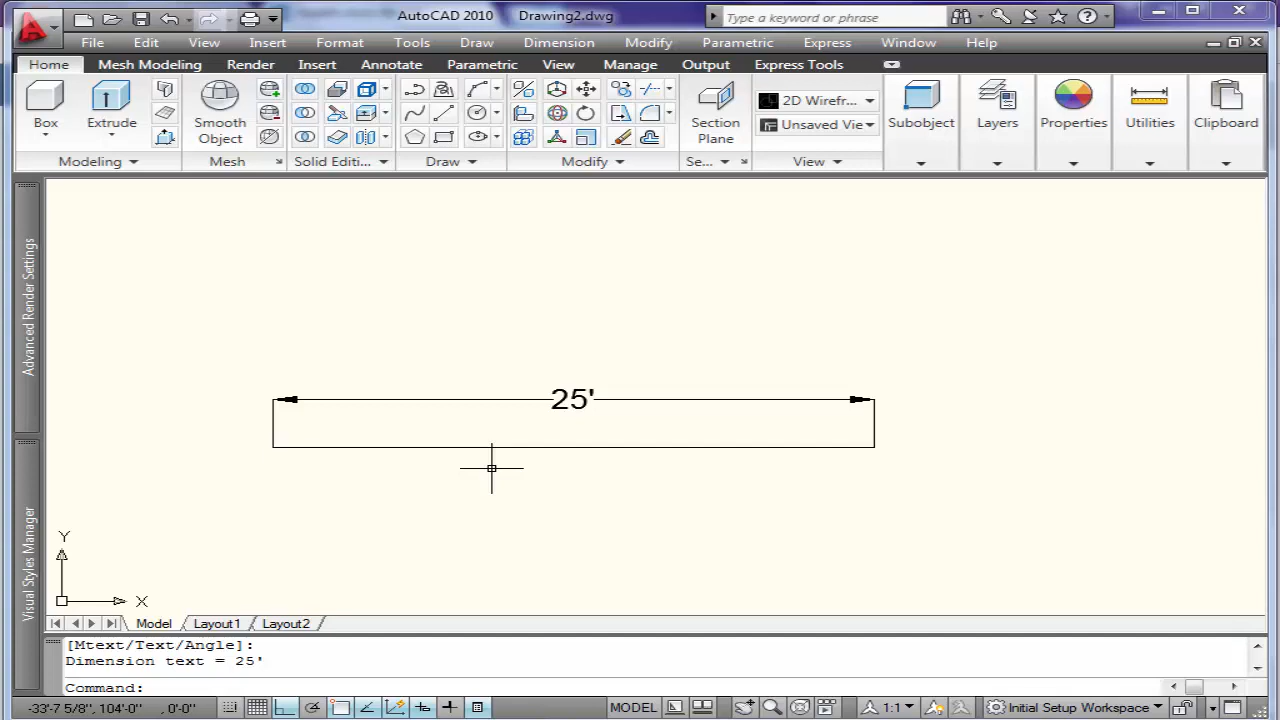 AutoCAD 2010 Drawing2.dwg Type a keyword or phrase
File Edit View Insert Format Tools Draw Dimension Modify Parametric Express Window Help
Home Mesh Modeling Render Insert Annotate Parametric View Manage Output Express Tools
Box Extrude Smooth Object Section Plane 2D Wirefr... Unsaved Vie Subobject Layers Properties Utilities Clipboard
Modeling Mesh Solid Editi... Draw Modify Se... View
Advanced Render Settings
25'
Visual Styles Manager
Y
X
Model Layout1 Layout2
[Mtext/Text/Angle]:
Dimension text = 25'
Command:
-33'-7 5/8", 104'-0" ,0'-0" MODEL 1:1 Initial Setup Workspace